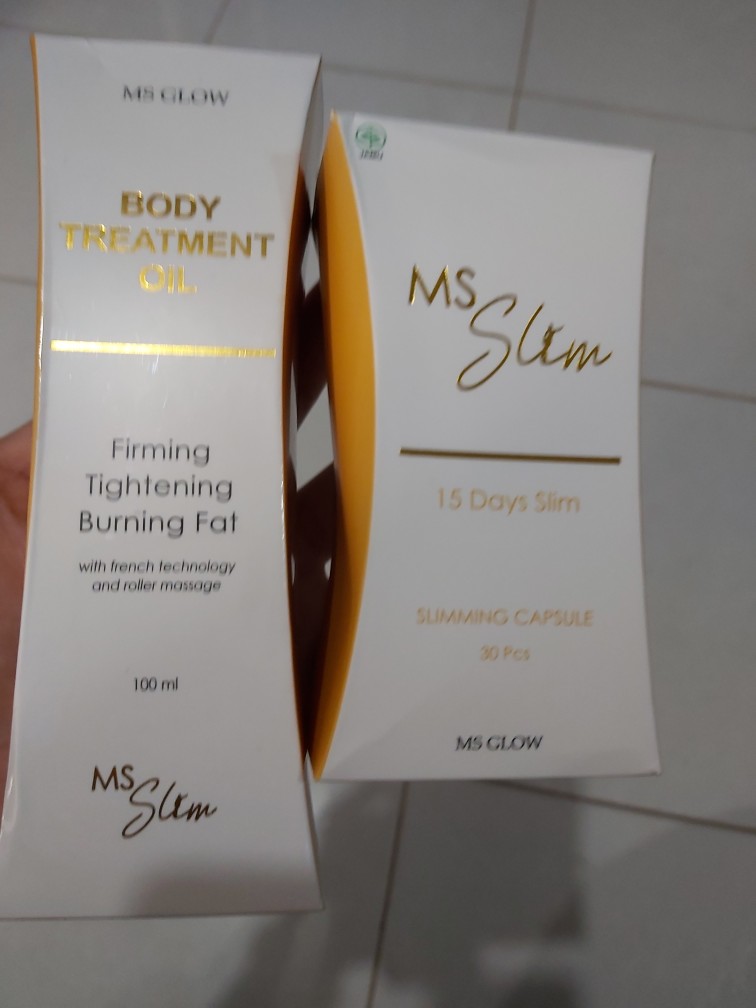 MS GLOW
BODY
TREATMENT
OIL
Firming
Tightening
Burning Fat
with french technology
and roller massage
100 ml
MS
Slim
JAMU
MS
Slim
15 Days Slim
SLIMMING CAPSULE
30 Pcs
MS GLOW